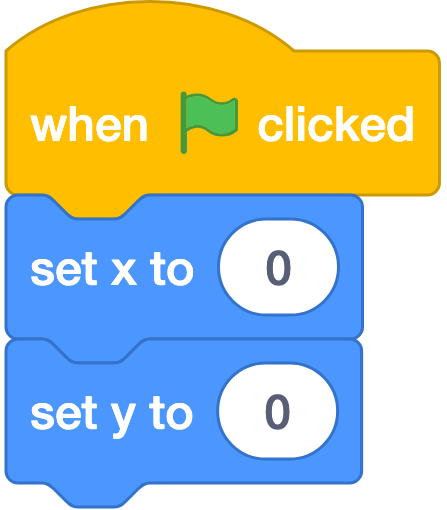 when clicked
set x to 0
set y to 0